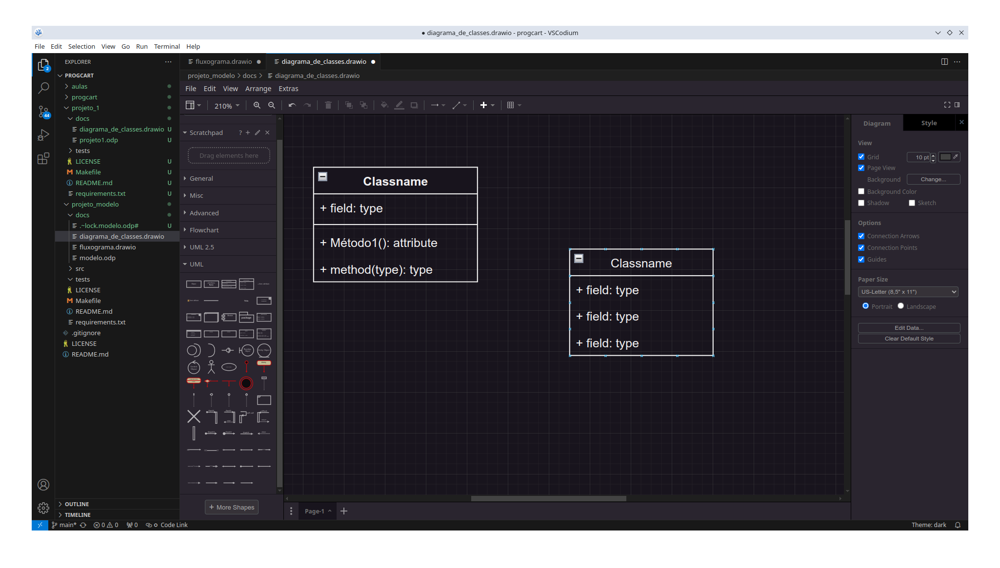 ● diagrama_de_classes.drawio - progcart - VSCodium
File Edit Selection View Go Run Terminal Help
EXPLORER
PROGCART
aulas
progcart
projeto_1
docs
diagrama_de_classes.drawio U
projeto1.odp U
tests
LICENSE U
Makefile U
README.md U
requirements.txt U
projeto_modelo
docs
.~lock.modelo.odp# U
diagrama_de_classes.drawio
fluxograma.drawio
modelo.odp
src
tests
LICENSE
Makefile
README.md
requirements.txt
.gitignore
LICENSE
README.md
OUTLINE
TIMELINE
2
44
fluxograma.drawio
diagrama_de_classes.drawio
projeto_modelo > docs > diagrama_de_classes.drawio
File Edit View Arrange Extras
210%
Scratchpad ? + ×
Drag elements here
General
Misc
Advanced
Flowchart
UML 2.5
UML
package
Title
+ More Shapes
Classname
+ field: type
+ Método1(): attribute
+ method(type): type
Classname
+ field: type
+ field: type
+ field: type
Page-1
Diagram Style
View
Grid 10 pt
Page View
Background Change...
Background Color
Shadow Sketch
Options
Connection Arrows
Connection Points
Guides
Paper Size
US-Letter (8,5" x 11")
Portrait Landscape
Edit Data...
Clear Default Style
main* 0 0 0 Code Link
Theme: dark